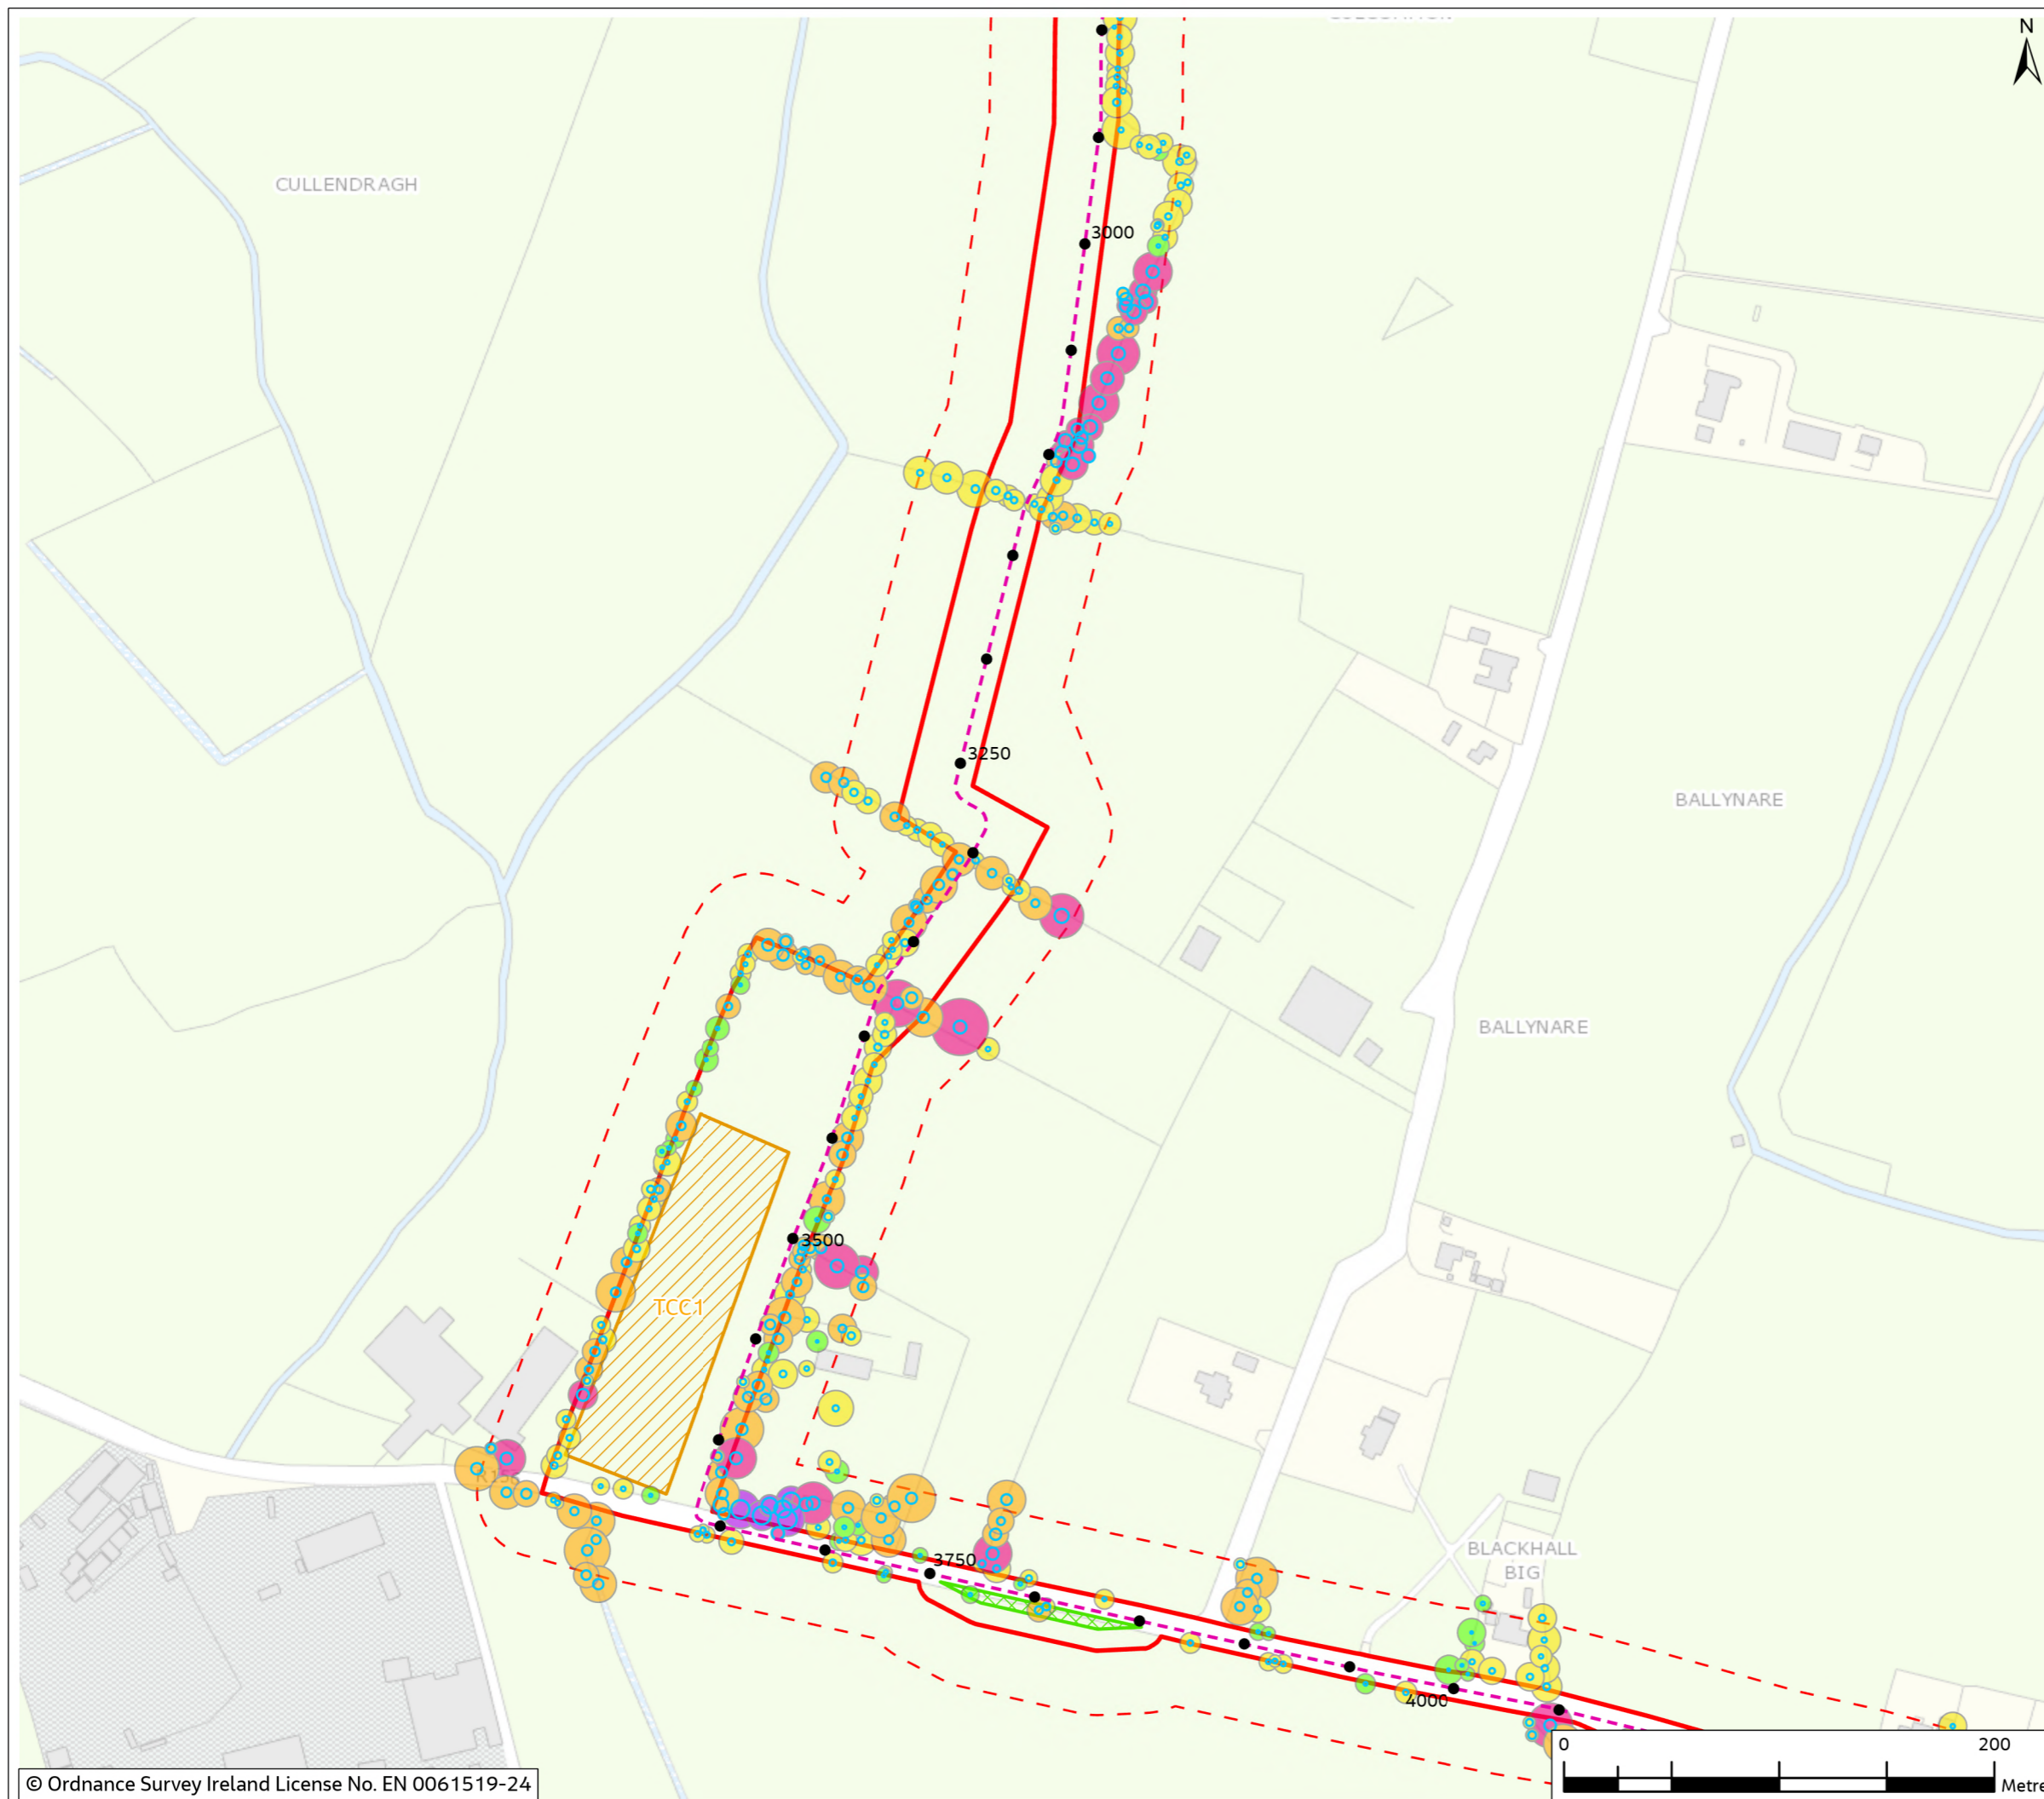 N
CULLENDRAGH
3000
3250
BALLYNARE
BALLYNARE
3500
TCC1
3750
BLACKHALL
BIG
4000
0
200
Metre
© Ordnance Survey Ireland License No. EN 0061519-24